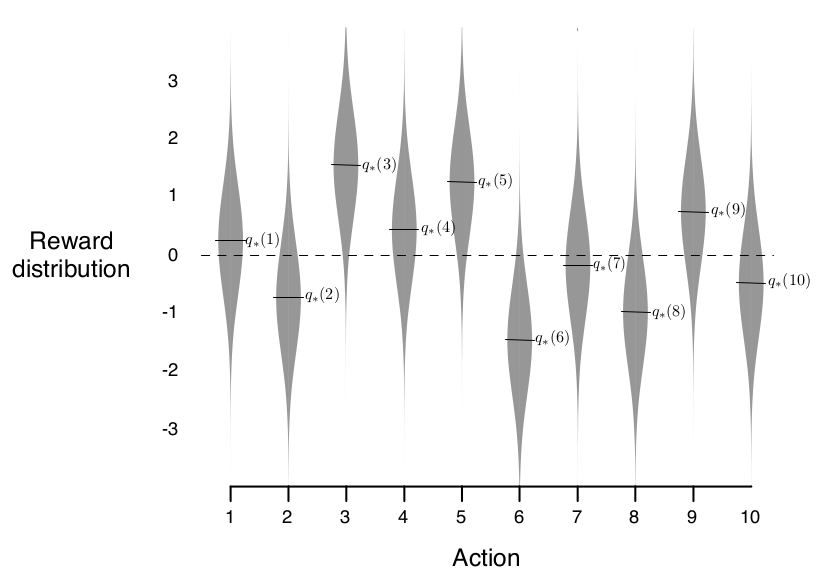 3
2
1
0
-1
-2
-3
Reward
distribution
q∗(1)
q∗(2)
q∗(3)
q∗(4)
q∗(5)
q∗(6)
q∗(7)
q∗(8)
q∗(9)
q∗(10)
1 2 3 4 5 6 7 8 9 10
Action